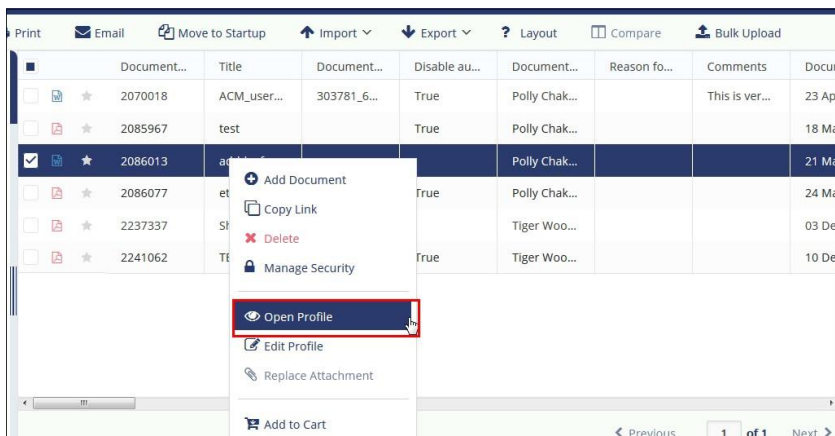 Print Email Move to Startup Import Export ? Layout Compare Bulk Upload
Document... Title Document... Disable au... Document... Reason fo... Comments
2070018 ACM_user... 303781_6... True Polly Chak... This is ver... 23 Ap
2085967 test True Polly Chak... 18 Ma
2086013 Polly Chak... 21 Ma
Add Document
2086077 et True Polly Chak... 24 Ma
Copy Link
2237337 Sh Tiger Woo... 03 De
Delete
2241062 TE True Tiger Woo... 10 De
Manage Security
Open Profile
Edit Profile
Replace Attachment
Add to Cart
Previous 1 of 1 Next